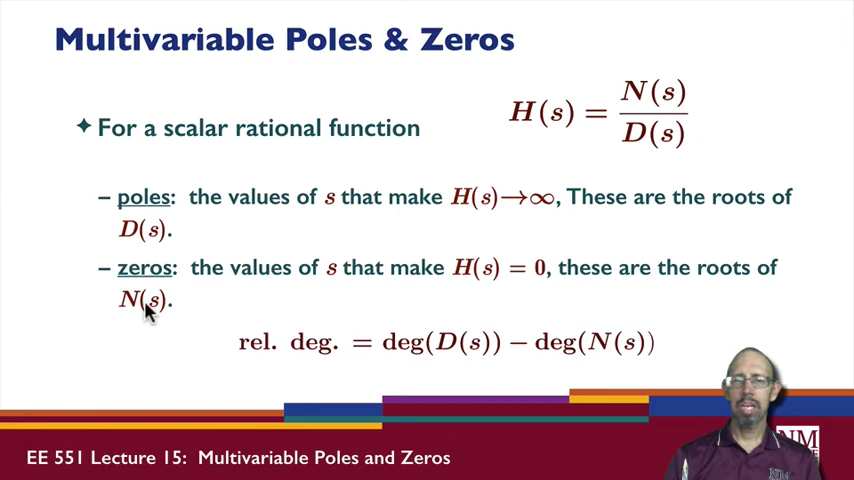 Multivariable Poles & Zeros
H(s) = N(s) / D(s)
✦ For a scalar rational function
– poles: the values of s that make H(s)→∞, These are the roots of
D(s).
– zeros: the values of s that make H(s) = 0, these are the roots of
N(s).
rel. deg. = deg(D(s)) − deg(N(s))
NM
NM
EE 551 Lecture 15: Multivariable Poles and Zeros